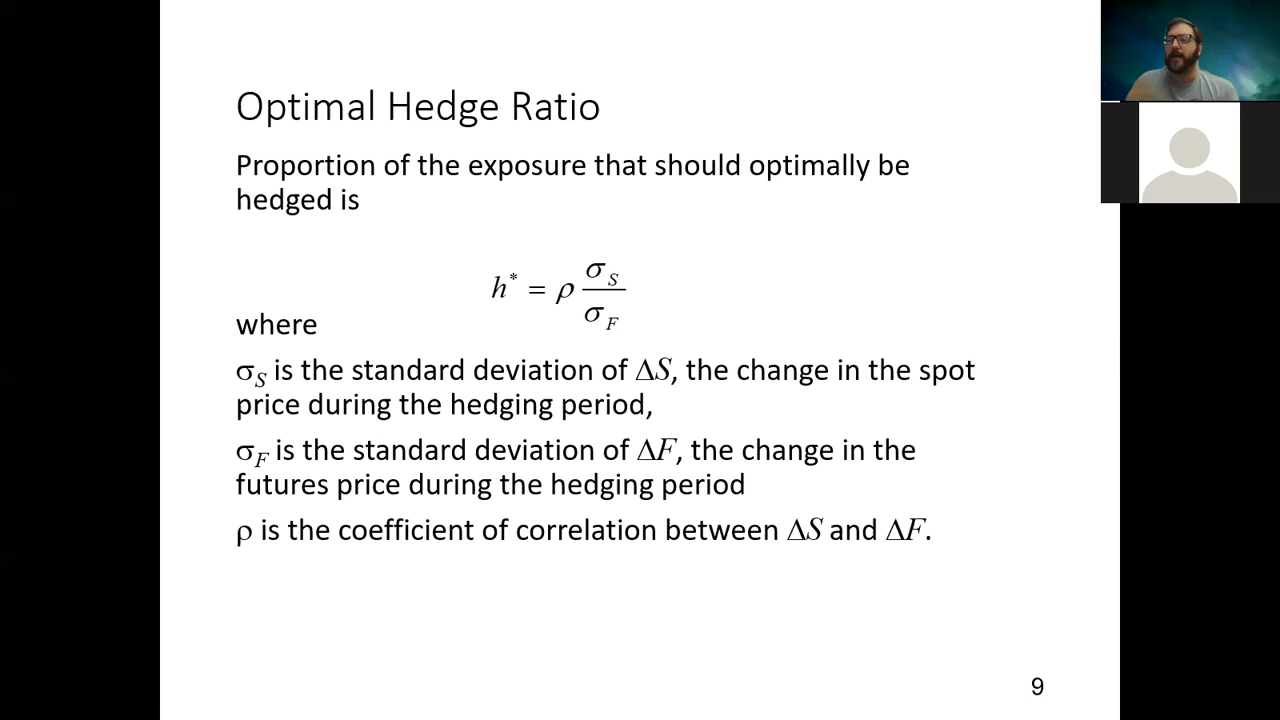 Optimal Hedge Ratio
Proportion of the exposure that should optimally be
hedged is
h* = ρ σS / σF
where
σS is the standard deviation of ΔS, the change in the spot
price during the hedging period,
σF is the standard deviation of ΔF, the change in the
futures price during the hedging period
ρ is the coefficient of correlation between ΔS and ΔF.
9